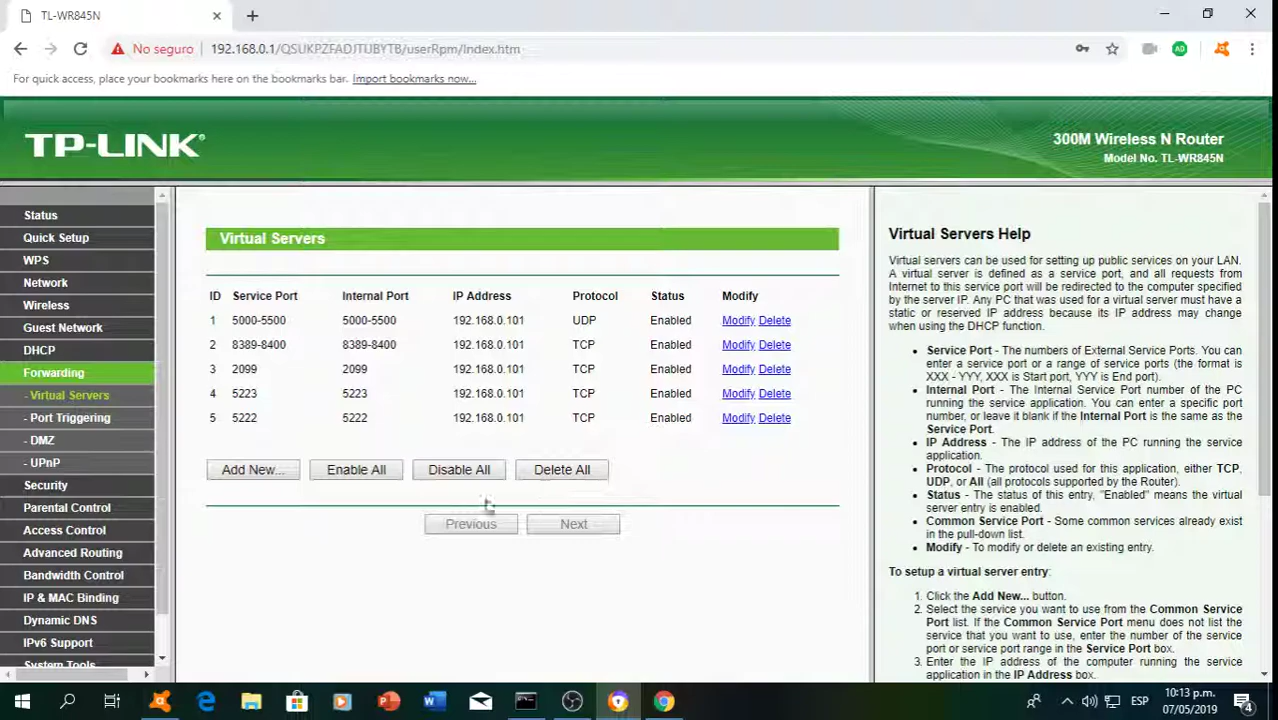 TL-WR845N
No seguro
192.168.0.1/QSUKPZFADJTUBYTB/userRpm/Index.htm
AD
For quick access, place your bookmarks here on the bookmarks bar. Import bookmarks now...
TP-LINK®
300M Wireless N Router
Model No. TL-WR845N
Status
Quick Setup
WPS
Network
Wireless
Guest Network
DHCP
Forwarding
- Virtual Servers
- Port Triggering
- DMZ
- UPnP
Security
Parental Control
Access Control
Advanced Routing
Bandwidth Control
IP & MAC Binding
Dynamic DNS
IPv6 Support
System Tools
Virtual Servers
ID Service Port Internal Port IP Address Protocol Status Modify
1 5000-5500 5000-5500 192.168.0.101 UDP Enabled Modify Delete
2 8389-8400 8389-8400 192.168.0.101 TCP Enabled Modify Delete
3 2099 2099 192.168.0.101 TCP Enabled Modify Delete
4 5223 5223 192.168.0.101 TCP Enabled Modify Delete
5 5222 5222 192.168.0.101 TCP Enabled Modify Delete
Add New... Enable All Disable All Delete All
Previous Next
Virtual Servers Help
Virtual servers can be used for setting up public services on your LAN.
A virtual server is defined as a service port, and all requests from
Internet to this service port will be redirected to the computer specified
by the server IP. Any PC that was used for a virtual server must have a
static or reserved IP address because its IP address may change
when using the DHCP function.
• Service Port - The numbers of External Service Ports. You can
enter a service port or a range of service ports (the format is
XXX - YYY, XXX is Start port, YYY is End port).
• Internal Port - The Internal Service Port number of the PC
running the service application. You can enter a specific port
number, or leave it blank if the Internal Port is the same as the
Service Port.
• IP Address - The IP address of the PC running the service
application.
• Protocol - The protocol used for this application, either TCP,
UDP, or All (all protocols supported by the Router).
• Status - The status of this entry, "Enabled" means the virtual
server entry is enabled.
• Common Service Port - Some common services already exist
in the pull-down list.
• Modify - To modify or delete an existing entry.
To setup a virtual server entry:
1. Click the Add New... button.
2. Select the service you want to use from the Common Service
Port list. If the Common Service Port menu does not list the
service that you want to use, enter the number of the service
port or service port range in the Service Port box.
3. Enter the IP address of the computer running the service
application in the IP Address box.
ESP
10:13 p.m.
07/05/2019
4